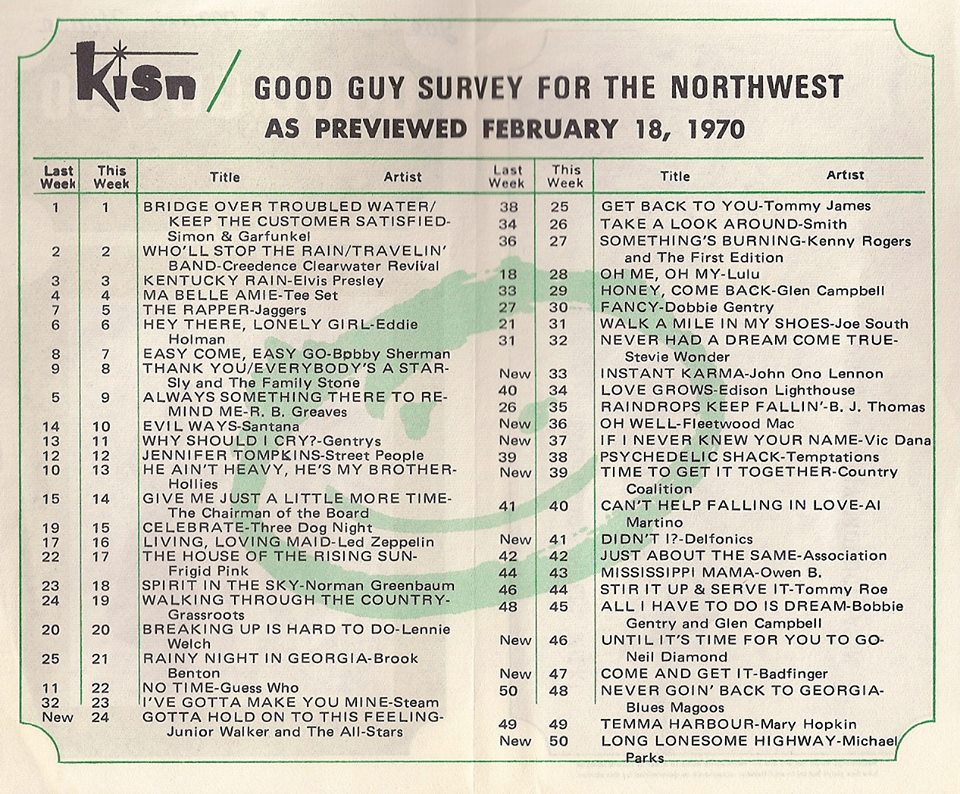 kisn / GOOD GUY SURVEY FOR THE NORTHWEST
AS PREVIEWED FEBRUARY 18, 1970
Last Week This Week Title Artist
1 1 BRIDGE OVER TROUBLED WATER/
KEEP THE CUSTOMER SATISFIED-
Simon & Garfunkel
2 2 WHO'LL STOP THE RAIN/TRAVELIN'
BAND-Creedence Clearwater Revival
3 3 KENTUCKY RAIN-Elvis Presley
4 4 MA BELLE AMIE-Tee Set
7 5 THE RAPPER-Jaggers
6 6 HEY THERE, LONELY GIRL-Eddie
Holman
8 7 EASY COME, EASY GO-Bobby Sherman
9 8 THANK YOU/EVERYBODY'S A STAR-
Sly and The Family Stone
5 9 ALWAYS SOMETHING THERE TO RE-
MIND ME-R. B. Greaves
14 10 EVIL WAYS-Santana
13 11 WHY SHOULD I CRY?-Gentrys
12 12 JENNIFER TOMPKINS-Street People
10 13 HE AIN'T HEAVY, HE'S MY BROTHER-
Hollies
15 14 GIVE ME JUST A LITTLE MORE TIME-
The Chairman of the Board
19 15 CELEBRATE-Three Dog Night
17 16 LIVING, LOVING MAID-Led Zeppelin
22 17 THE HOUSE OF THE RISING SUN-
Frigid Pink
23 18 SPIRIT IN THE SKY-Norman Greenbaum
24 19 WALKING THROUGH THE COUNTRY-
Grassroots
20 20 BREAKING UP IS HARD TO DO-Lennie
Welch
25 21 RAINY NIGHT IN GEORGIA-Brook
Benton
11 22 NO TIME-Guess Who
32 23 I'VE GOTTA MAKE YOU MINE-Steam
New 24 GOTTA HOLD ON TO THIS FEELING-
Junior Walker and The All-Stars
Last Week This Week Title Artist
38 25 GET BACK TO YOU-Tommy James
34 26 TAKE A LOOK AROUND-Smith
36 27 SOMETHING'S BURNING-Kenny Rogers
and The First Edition
18 28 OH ME, OH MY-Lulu
33 29 HONEY, COME BACK-Glen Campbell
27 30 FANCY-Dobbie Gentry
21 31 WALK A MILE IN MY SHOES-Joe South
31 32 NEVER HAD A DREAM COME TRUE-
Stevie Wonder
New 33 INSTANT KARMA-John Ono Lennon
40 34 LOVE GROWS-Edison Lighthouse
26 35 RAINDROPS KEEP FALLIN'-B. J. Thomas
New 36 OH WELL-Fleetwood Mac
New 37 IF I NEVER KNEW YOUR NAME-Vic Dana
39 38 PSYCHEDELIC SHACK-Temptations
New 39 TIME TO GET IT TOGETHER-Country
Coalition
41 40 CAN'T HELP FALLING IN LOVE-Al
Martino
New 41 DIDN'T I?-Delfonics
42 42 JUST ABOUT THE SAME-Association
44 43 MISSISSIPPI MAMA-Owen B.
46 44 STIR IT UP & SERVE IT-Tommy Roe
48 45 ALL I HAVE TO DO IS DREAM-Bobbie
Gentry and Glen Campbell
New 46 UNTIL IT'S TIME FOR YOU TO GO-
Neil Diamond
New 47 COME AND GET IT-Badfinger
50 48 NEVER GOIN' BACK TO GEORGIA-
Blues Magoos
49 49 TEMMA HARBOUR-Mary Hopkin
New 50 LONG LONESOME HIGHWAY-Michael
Parks